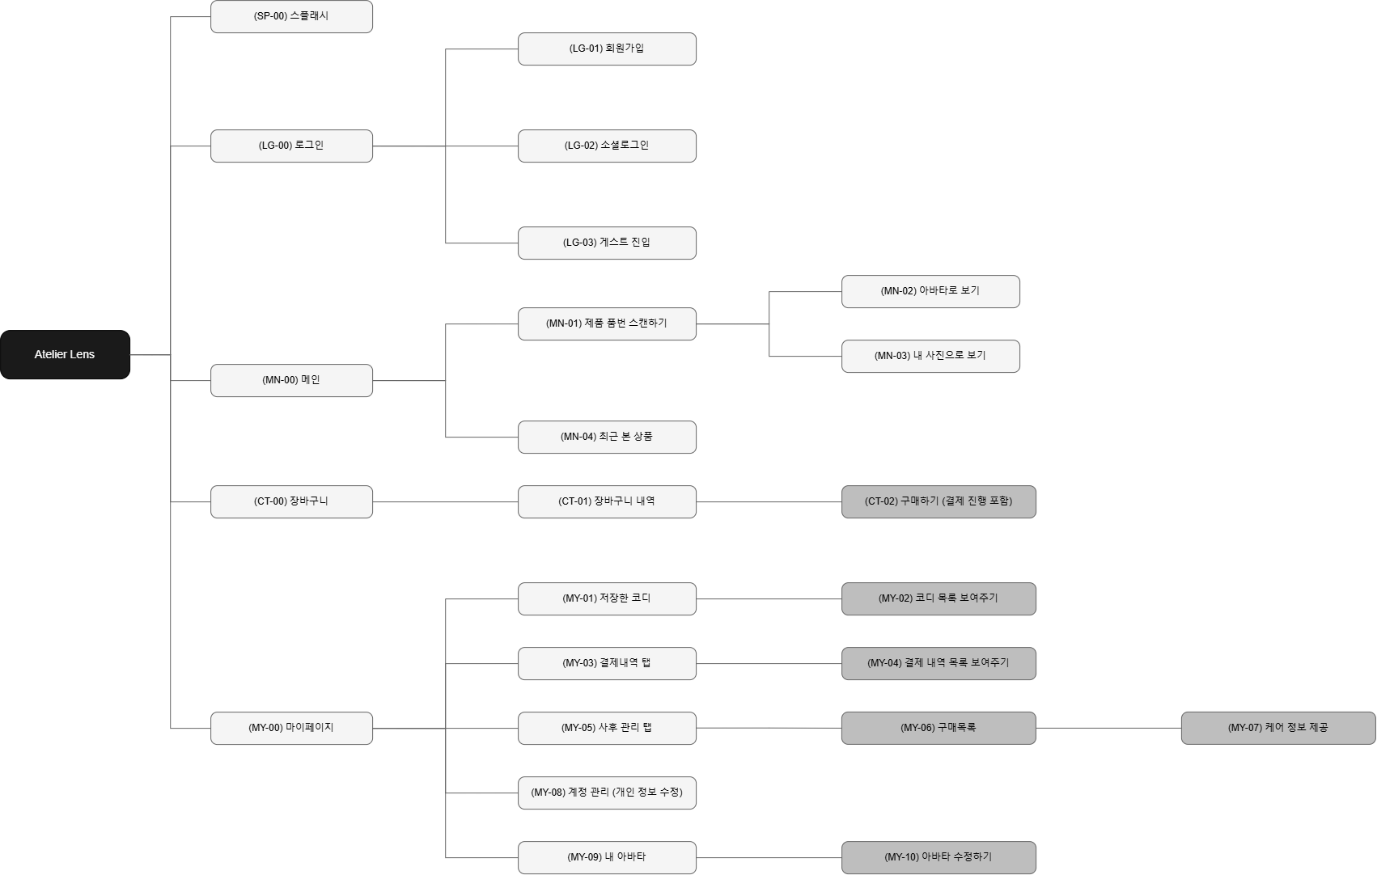 (SP-00) 스플래시
(LG-01) 회원가입
(LG-00) 로그인
(LG-02) 소셜로그인
(LG-03) 게스트 진입
(MN-02) 아바타로 보기
(MN-01) 제품 품번 스캔하기
Atelier Lens
(MN-03) 내 사진으로 보기
(MN-00) 메인
(MN-04) 최근 본 상품
(CT-00) 장바구니
(CT-01) 장바구니 내역
(CT-02) 구매하기 (결제 진행 포함)
(MY-01) 저장한 코디
(MY-02) 코디 목록 보여주기
(MY-03) 결제내역 탭
(MY-04) 결제 내역 목록 보여주기
(MY-00) 마이페이지
(MY-05) 사후 관리 탭
(MY-06) 구매목록
(MY-07) 케어 정보 제공
(MY-08) 계정 관리 (개인 정보 수정)
(MY-09) 내 아바타
(MY-10) 아바타 수정하기